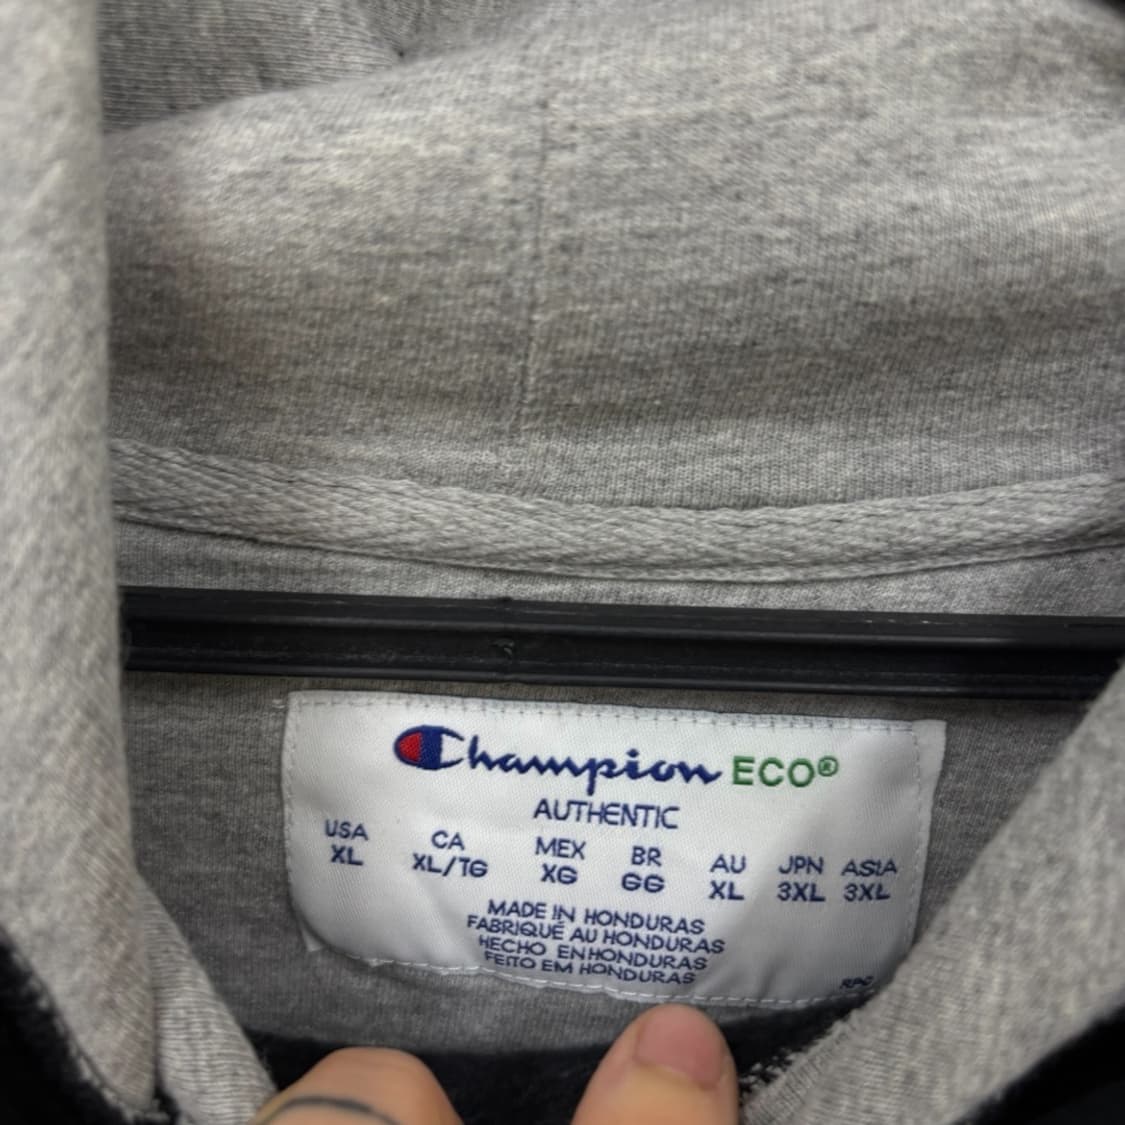 Champion ECO®
AUTHENTIC
USA CA MEX BR AU JPN ASIA
XL XL/TG XG GG XL 3XL 3XL
MADE IN HONDURAS
FABRIQUÉ AU HONDURAS
HECHO EN HONDURAS
FEITO EM HONDURAS